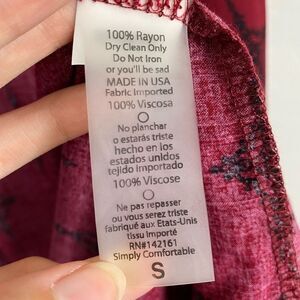 100% Rayon
Dry Clean Only
Do Not Iron
or you'll be sad
MADE IN USA
Fabric Imported
100% Viscosa
No planchar
o estarás triste
hecho en los
estados unidos
tejido importado
100% Viscose
Ne pas repasser
ou vous serez triste
fabriqué aux États-Unis
tissu importé
RN#142161
Simply Comfortable
S